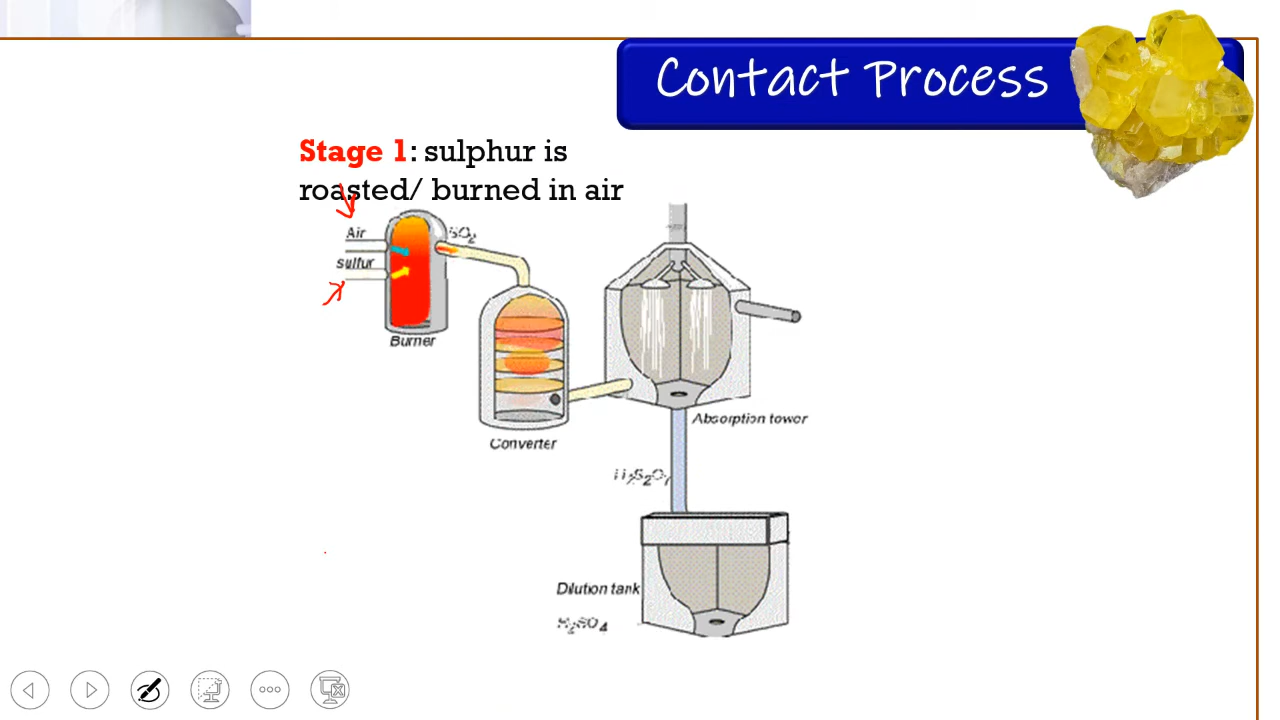 Contact Process
Stage 1: sulphur is
roasted/ burned in air
Air
SO2
sulfur
Burner
Absorption tower
Converter
H2S2O7
Dilution tank
H2SO4